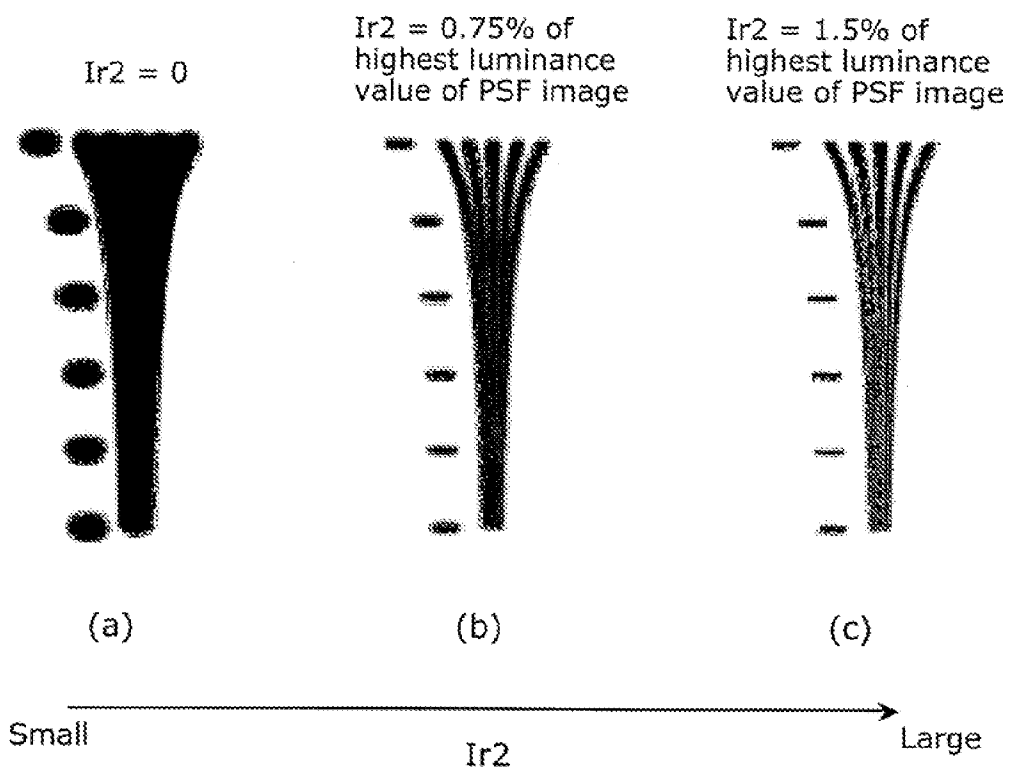 Ir2 = 0
Ir2 = 0.75% of
highest luminance
value of PSF image
Ir2 = 1.5% of
highest luminance
value of PSF image
(a)
(b)
(c)
Small
Ir2
Large